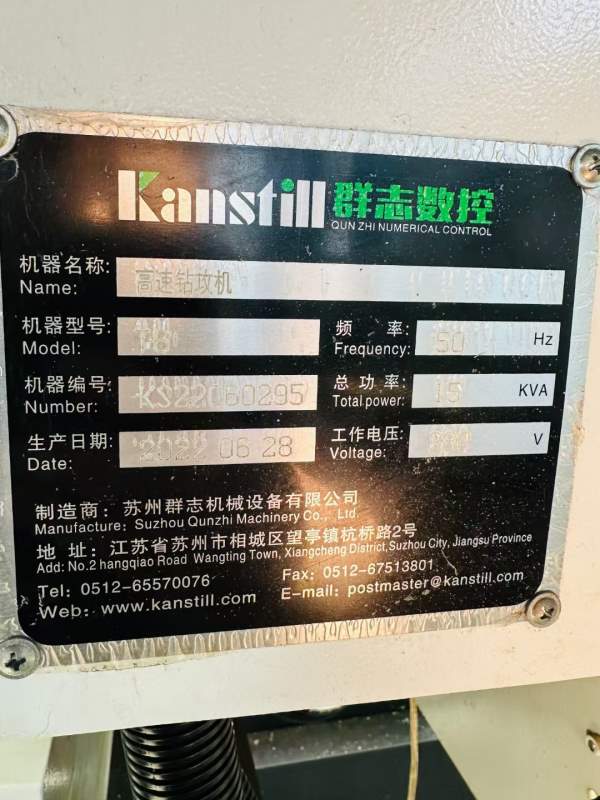 Kanstill 群志数控
QUN ZHI NUMERICAL CONTROL
机器名称: 高速钻攻机
Name:
机器型号: 频 率: 50 Hz
Model: Frequency:
机器编号: KS22060295 总 功 率: 15 KVA
Number: Total power:
生产日期: 2022 06 28 工作电压: V
Date: Voltage:
制造商: 苏州群志机械设备有限公司
Manufacture: Suzhou Qunzhi Machinery Co., Ltd.
地 址: 江苏省苏州市相城区望亭镇杭桥路2号
Add: No.2 hangqiao Road Wangting Town, Xiangcheng District, Suzhou City, Jiangsu Province
Tel: 0512-65570076 Fax: 0512-67513801
Web: www.kanstill.com E-mail: postmaster@kanstill.com